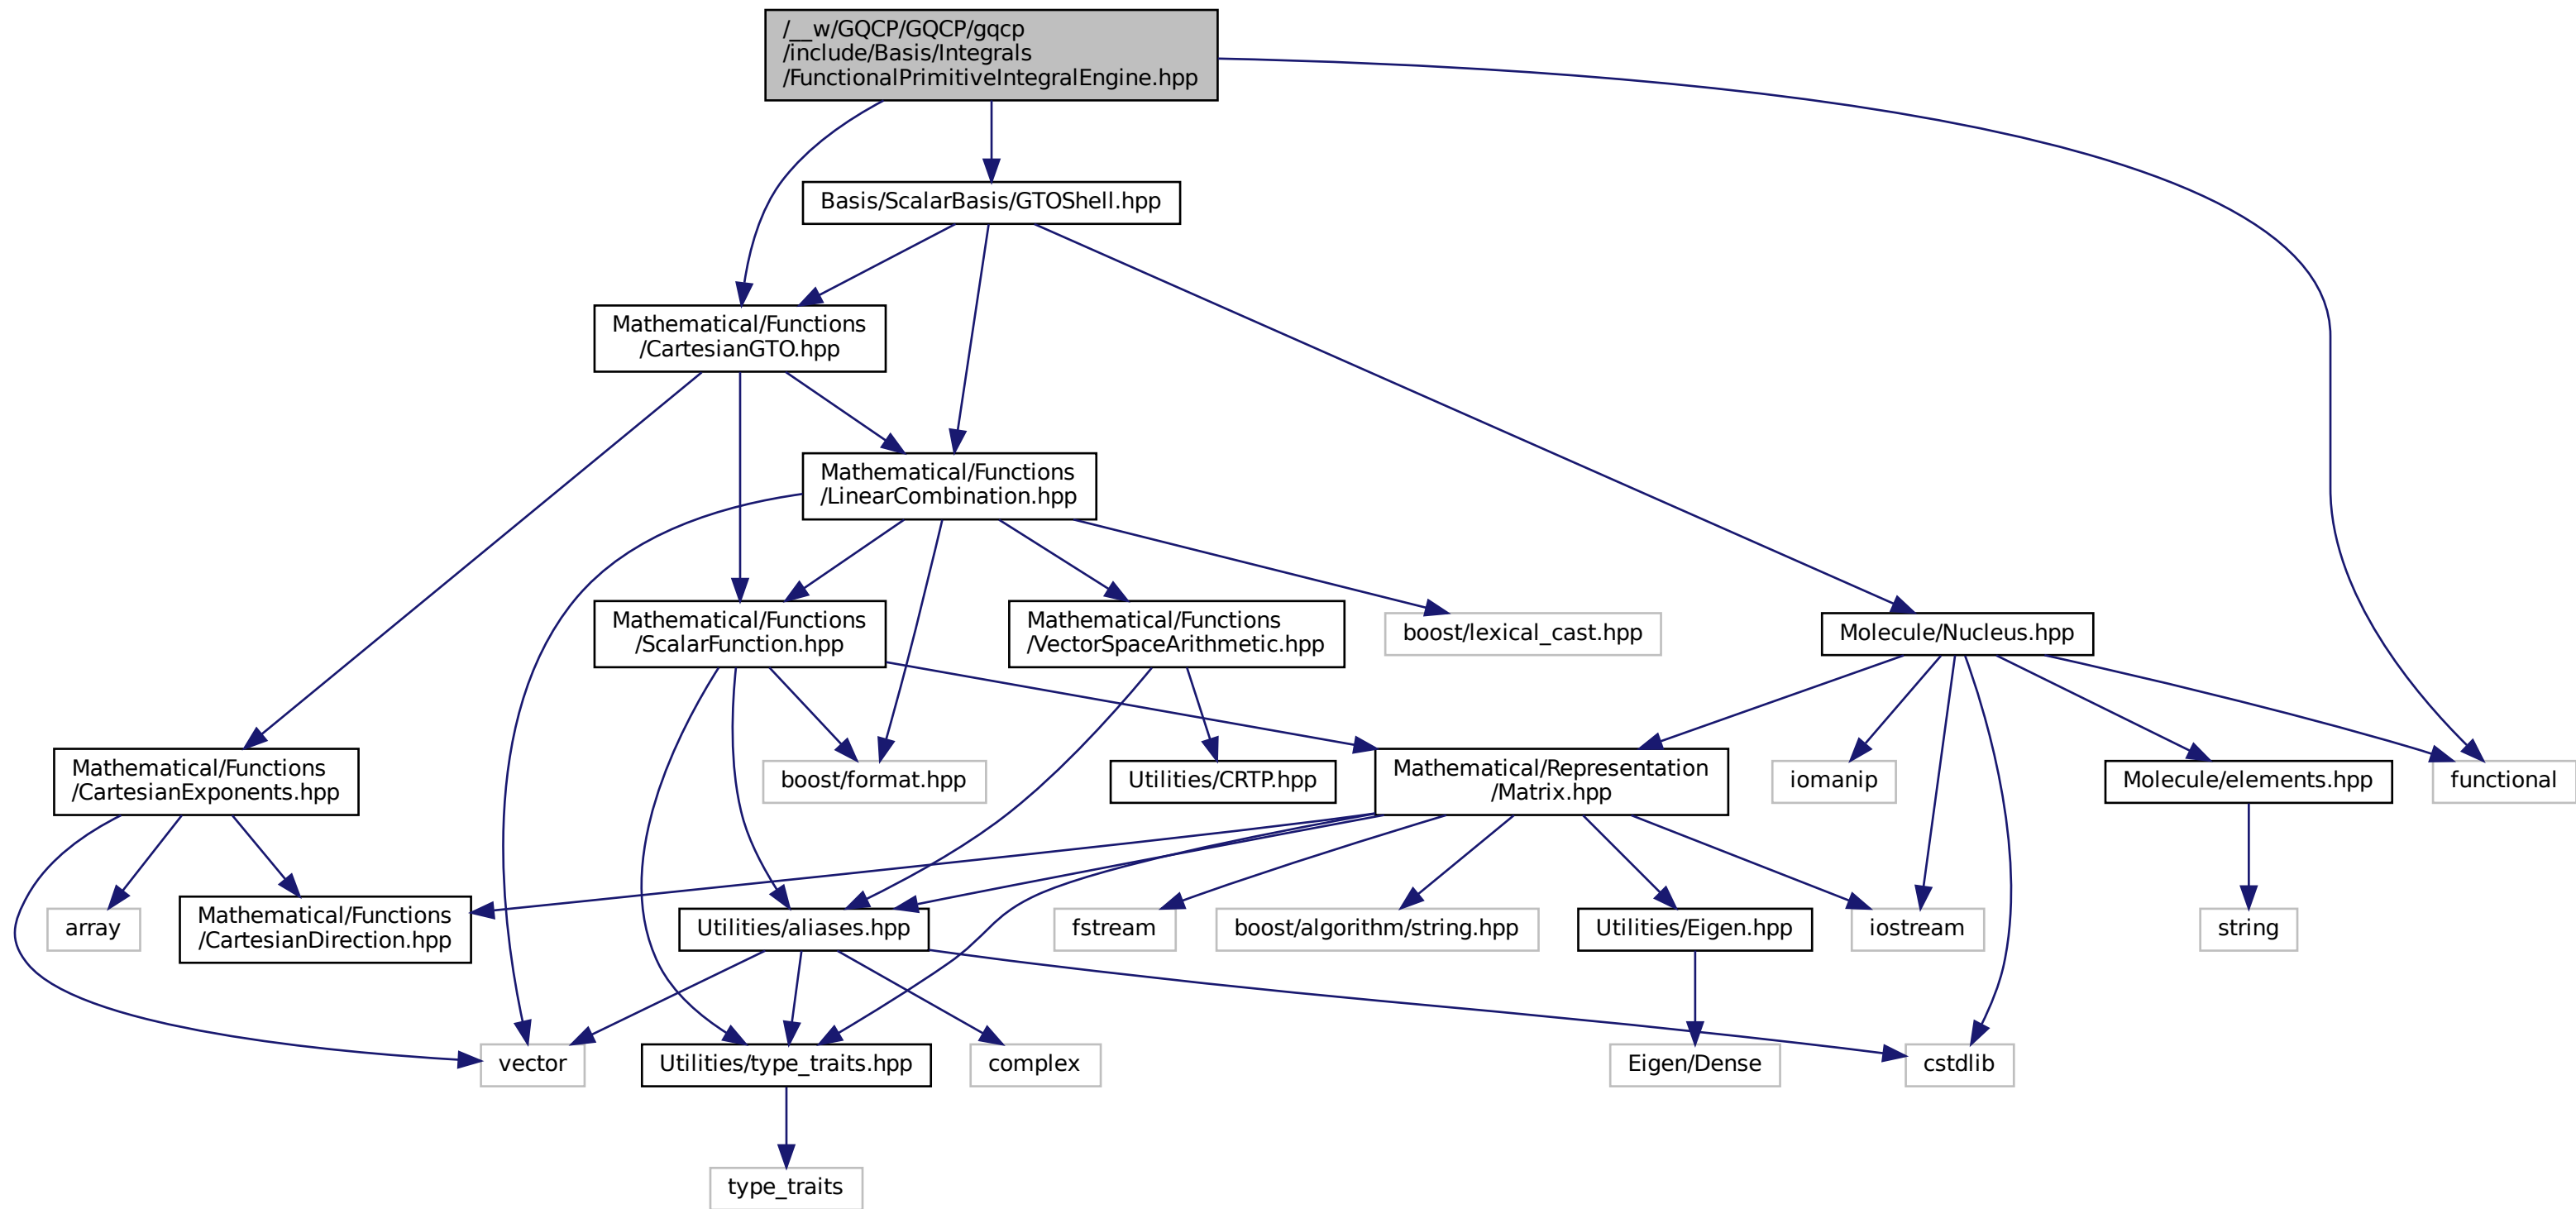 /__w/GQCP/GQCP/gqcp
/include/Basis/Integrals
/FunctionalPrimitiveIntegralEngine.hpp
Basis/ScalarBasis/GTOShell.hpp
Mathematical/Functions
/CartesianGTO.hpp
Mathematical/Functions
/LinearCombination.hpp
Mathematical/Functions
/ScalarFunction.hpp
Mathematical/Functions
/VectorSpaceArithmetic.hpp
boost/lexical_cast.hpp
Molecule/Nucleus.hpp
Mathematical/Functions
/CartesianExponents.hpp
boost/format.hpp
Utilities/CRTP.hpp
Mathematical/Representation
/Matrix.hpp
iomanip
Molecule/elements.hpp
functional
array
Mathematical/Functions
/CartesianDirection.hpp
Utilities/aliases.hpp
fstream
boost/algorithm/string.hpp
Utilities/Eigen.hpp
iostream
string
vector
Utilities/type_traits.hpp
complex
Eigen/Dense
cstdlib
type_traits